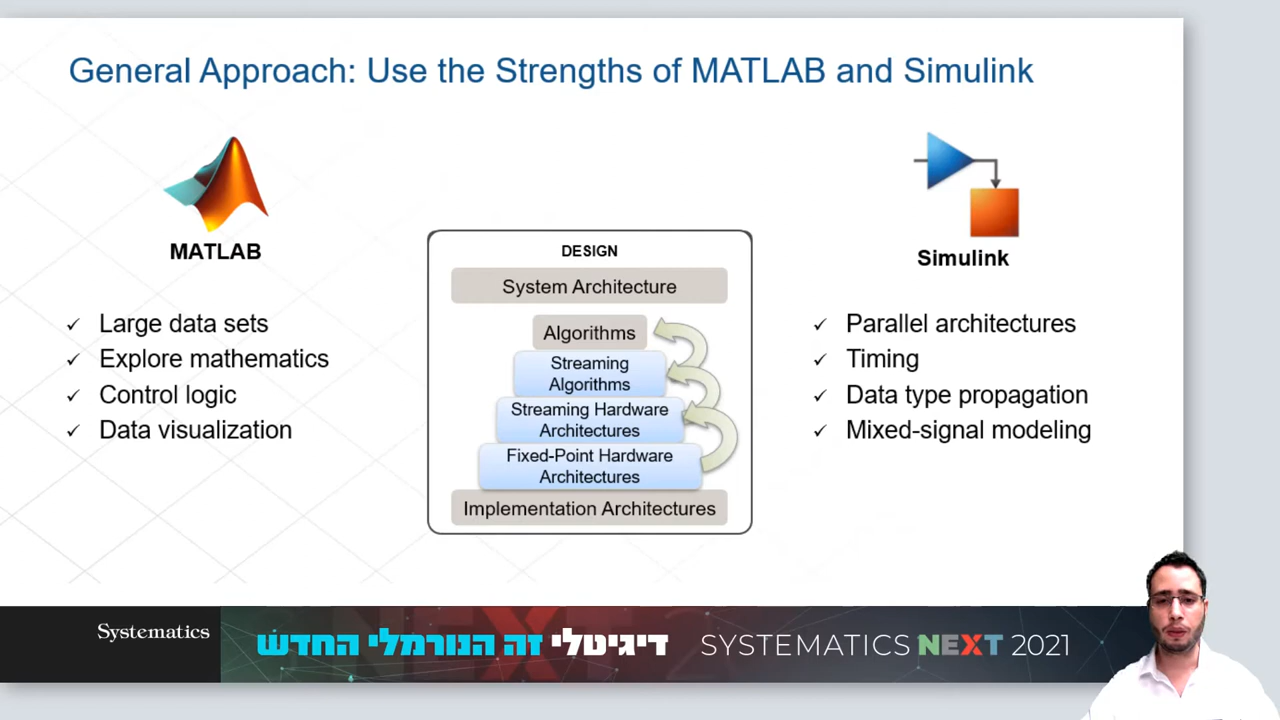 General Approach: Use the Strengths of MATLAB and Simulink
MATLAB
Large data sets
Explore mathematics
Control logic
Data visualization
DESIGN
System Architecture
Algorithms
Streaming
Algorithms
Streaming Hardware
Architectures
Fixed-Point Hardware
Architectures
Implementation Architectures
Simulink
Parallel architectures
Timing
Data type propagation
Mixed-signal modeling
Systematics
דיגיטלי זה הנורמלי החדש
SYSTEMATICS NEXT 2021